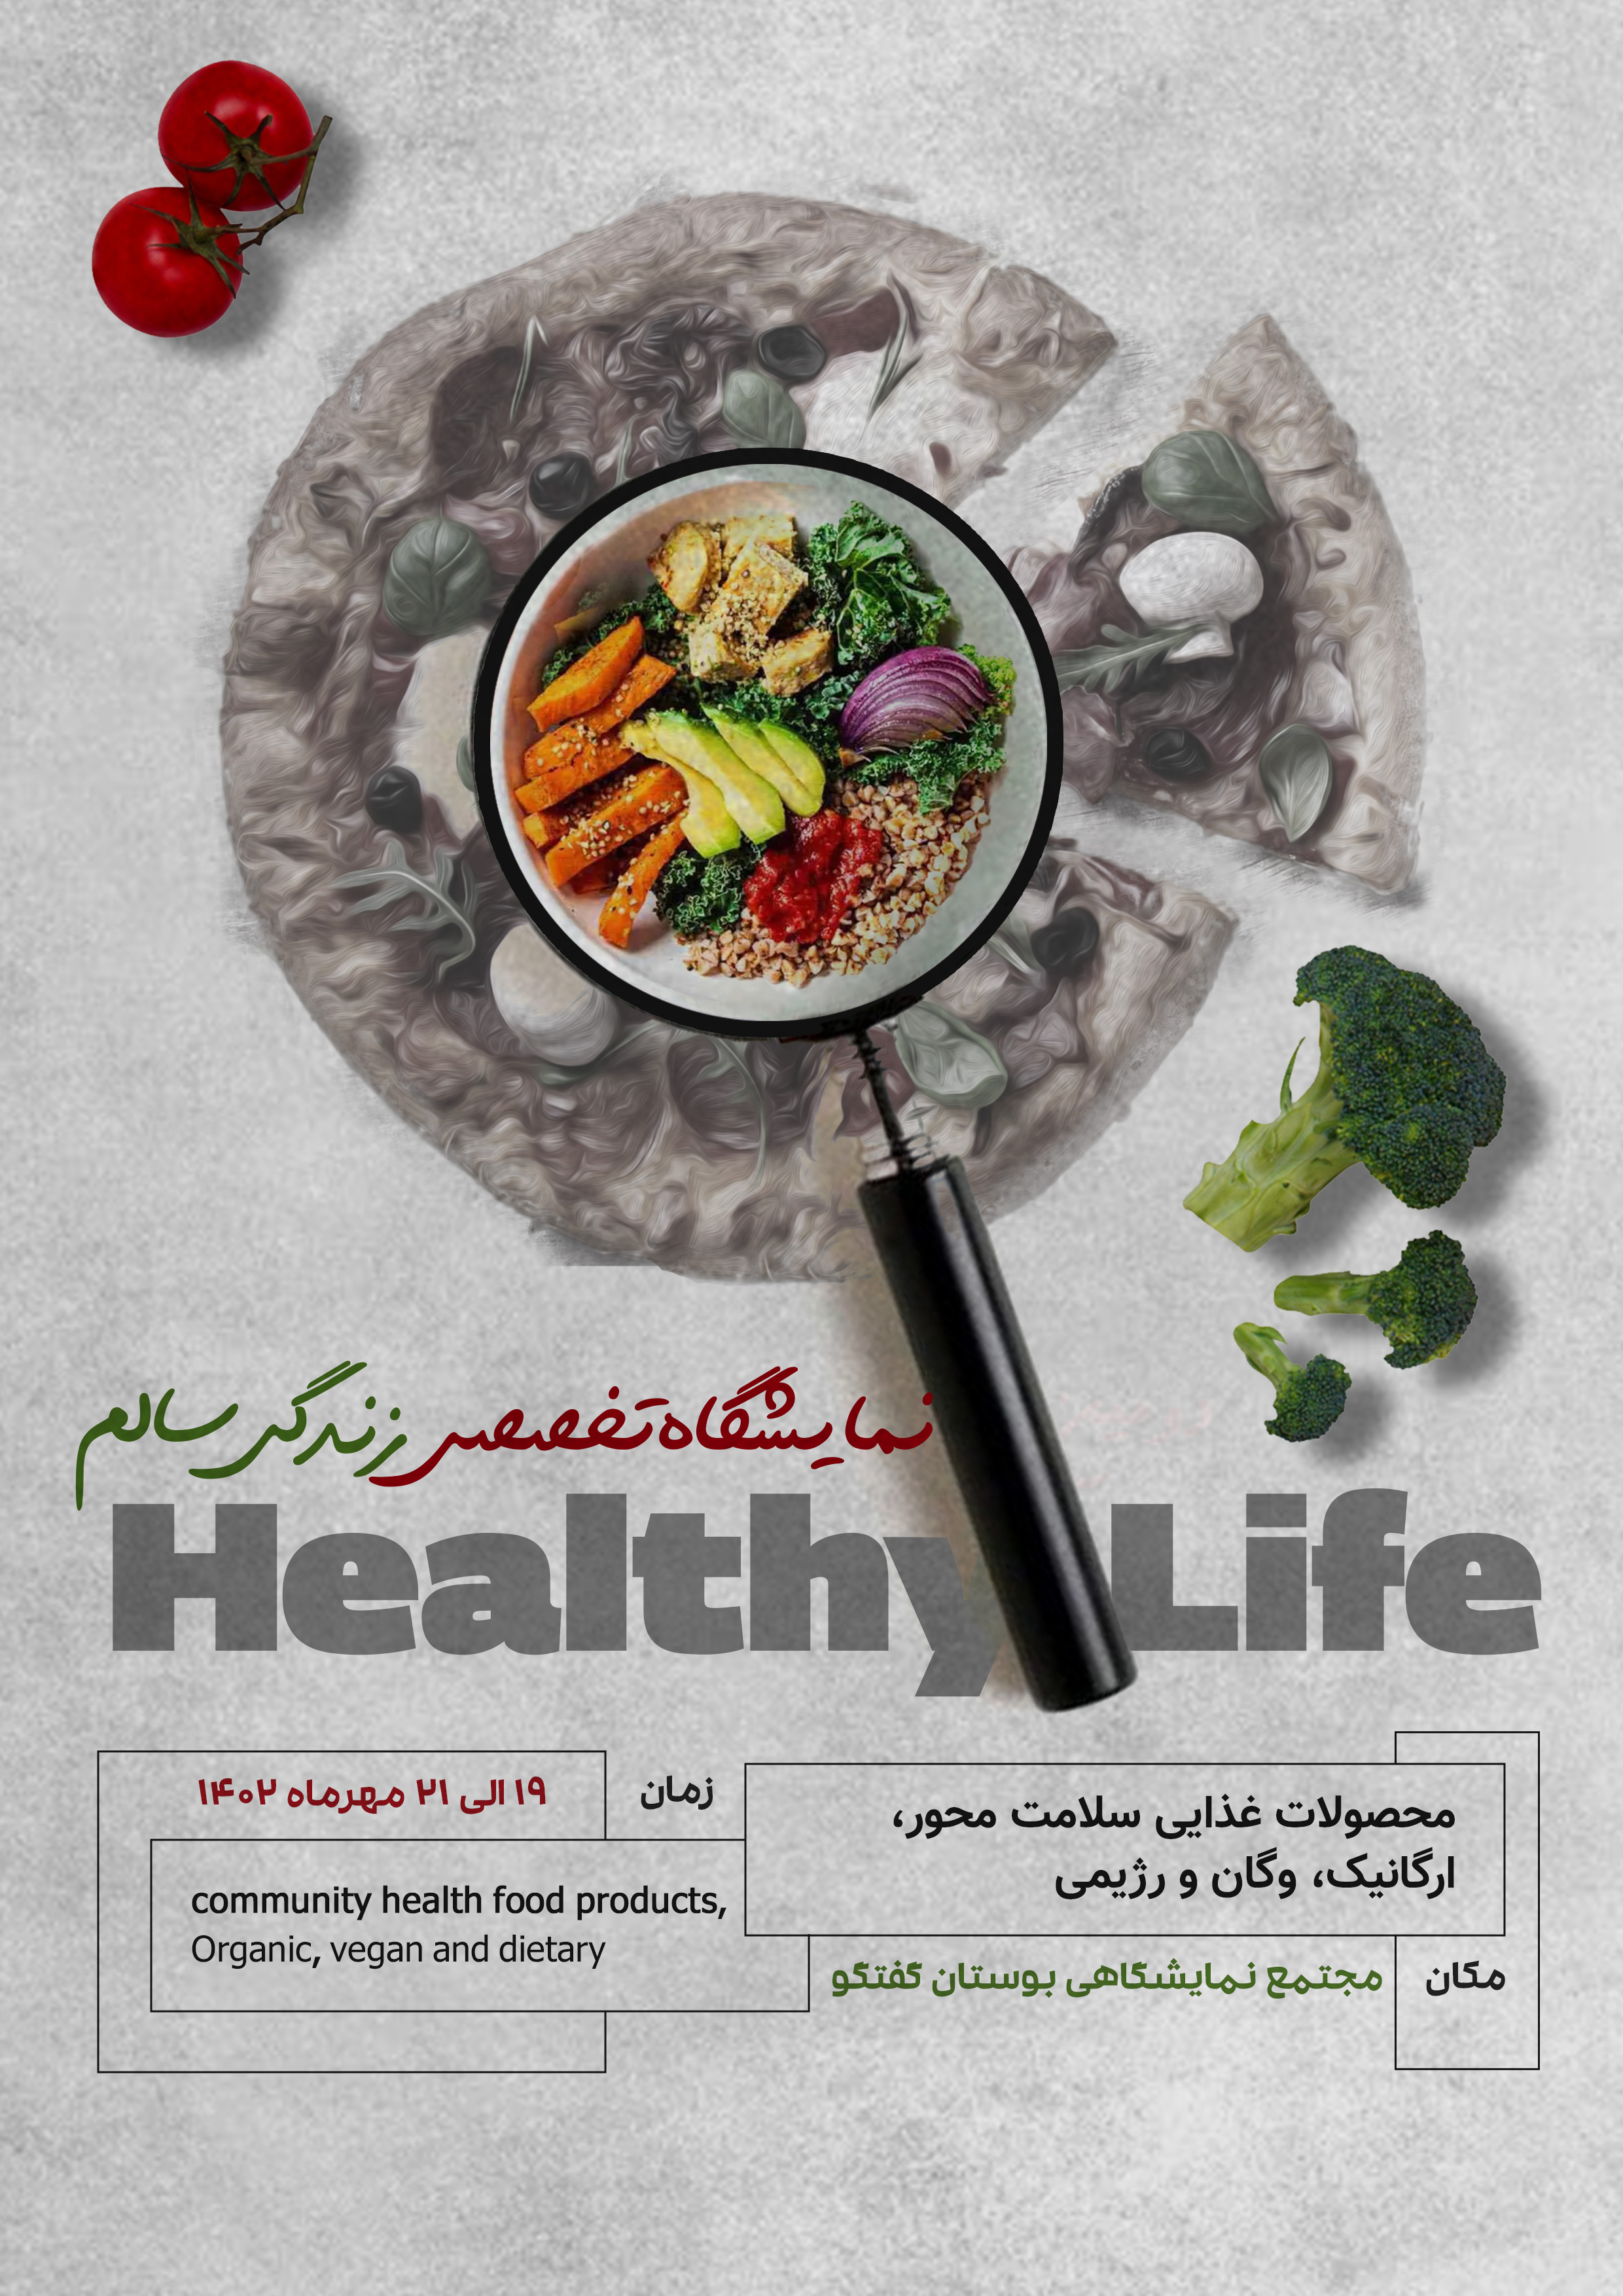 نمایشگاه تخصصی زندگی سالم
Healthy Life
محصولات غذایی سلامت محور،
ارگانیک، وگان و رژیمی
زمان
۱۹ الی ۲۱ مهرماه ۱۴۰۲
community health food products,
Organic, vegan and dietary
مکان
مجتمع نمایشگاهی بوستان گفتگو